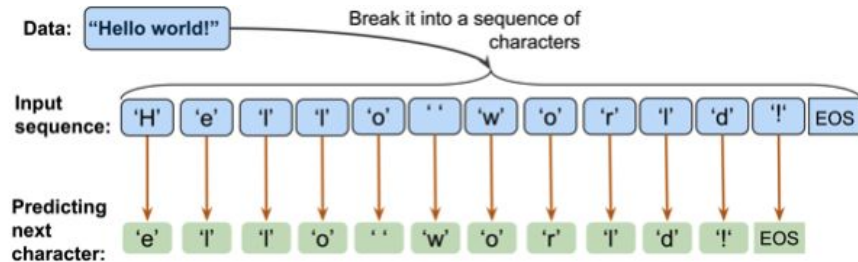 Data: “Hello world!” Break it into a sequence of
characters
Input
sequence: ‘H’ ‘e’ ‘l’ ‘l’ ‘o’ ‘ ‘ ‘w’ ‘o’ ‘r’ ‘l’ ‘d’ ‘!’ EOS
Predicting
next
character: ‘e’ ‘l’ ‘l’ ‘o’ ‘ ‘ ‘w’ ‘o’ ‘r’ ‘l’ ‘d’ ‘!‘ EOS